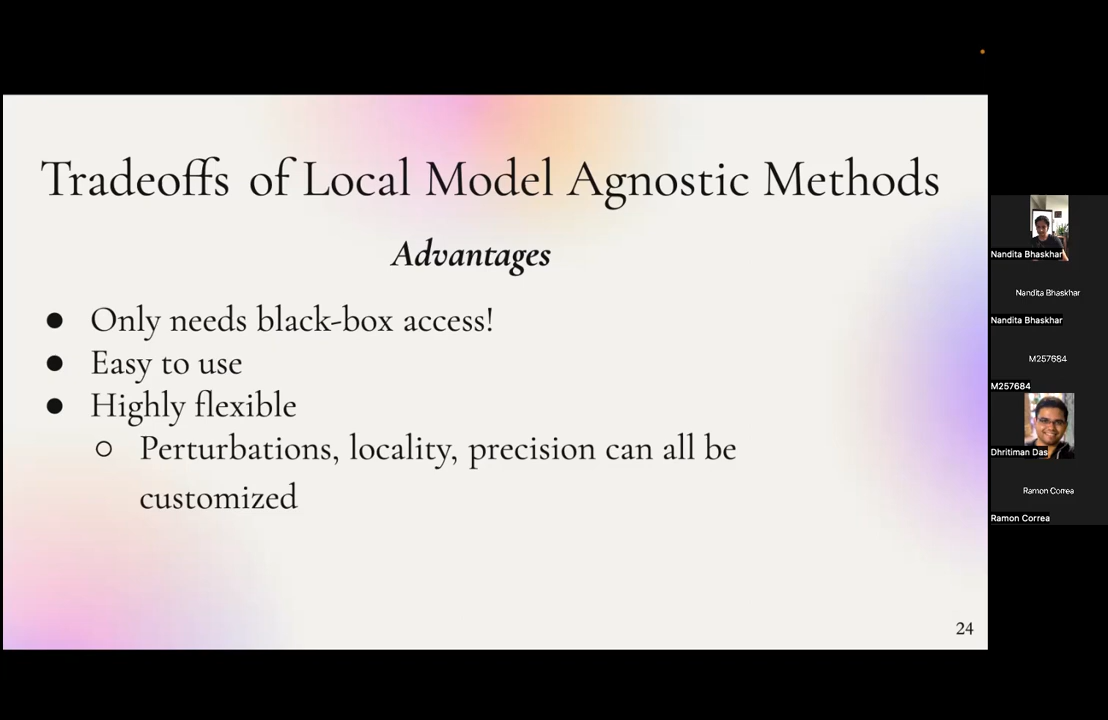 Tradeoffs of Local Model Agnostic Methods
Advantages
● Only needs black-box access!
● Easy to use
● Highly flexible
○ Perturbations, locality, precision can all be
customized
24
Nandita Bhaskhar
Nandita Bhaskhar
Nandita Bhaskhar
M257684
M257684
Dhritiman Das
Ramon Correa
Ramon Correa